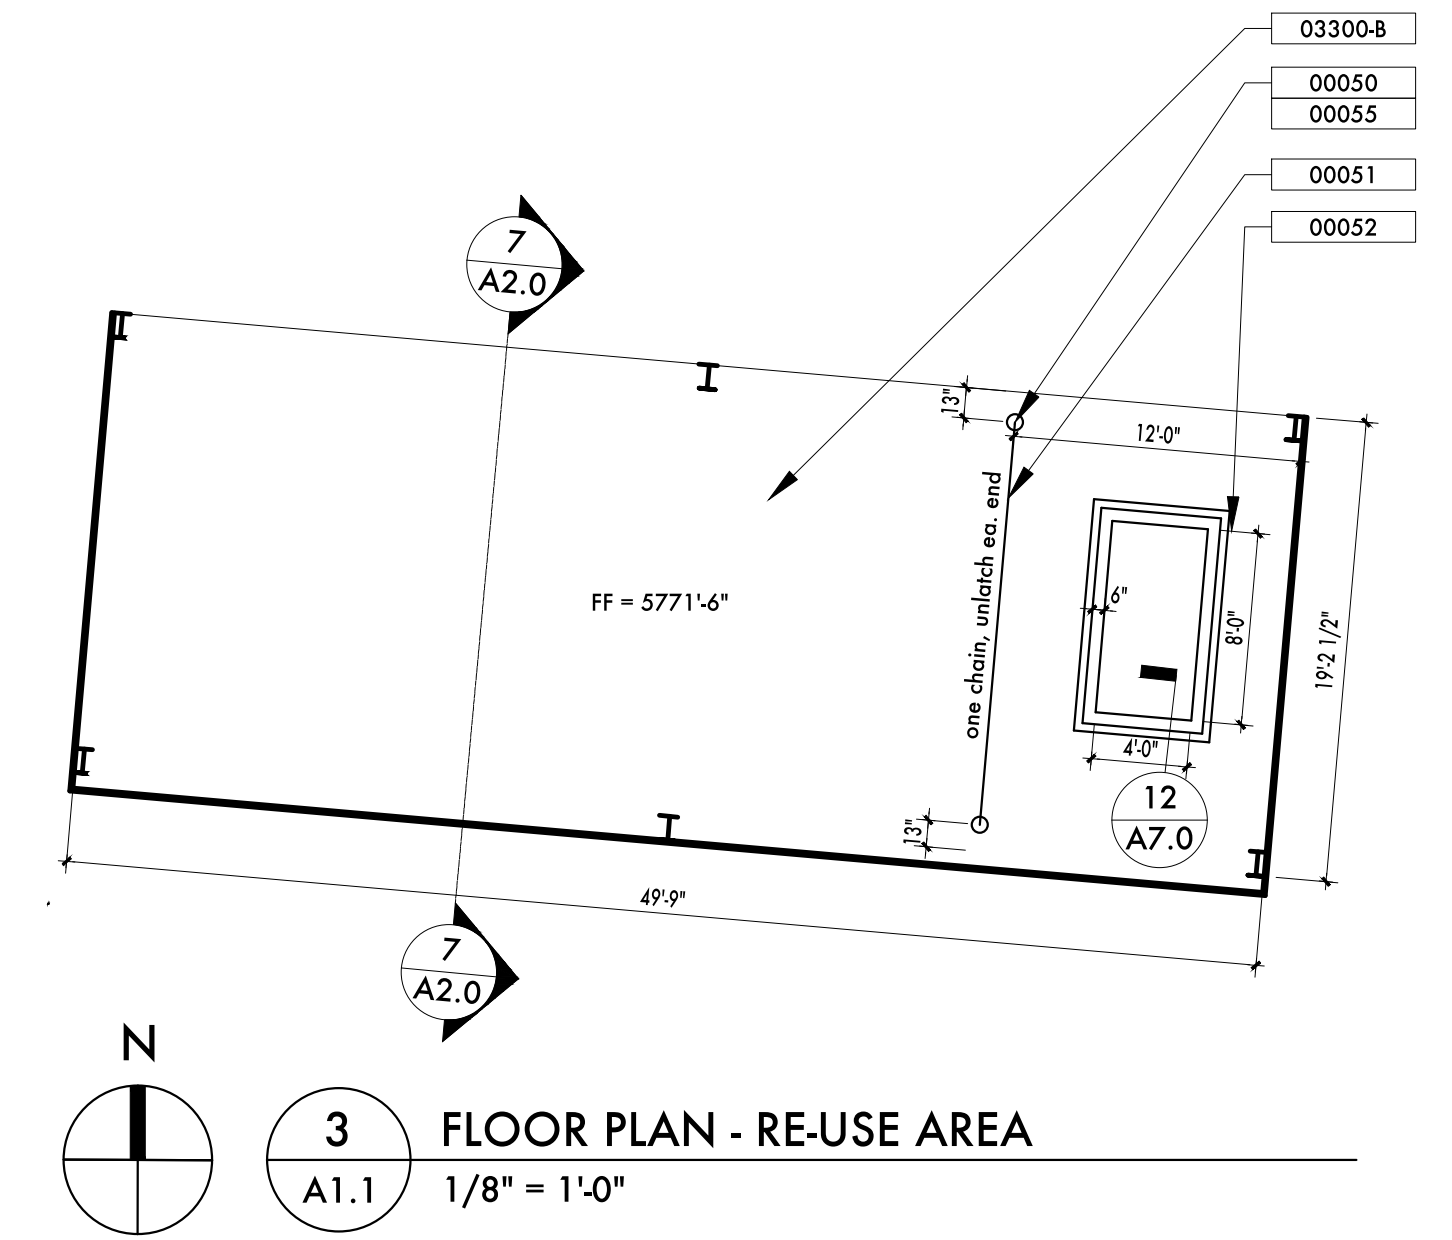 03300-B
00050
00055
00051
00052
7
A2.0
13"
12'-0"
one chain, unlatch ea. end
FF = 5771'-6"
6"
8'-0"
19'-2 1/2"
4'-0"
12
A7.0
13"
49'-9"
7
A2.0
N
3
A1.1
FLOOR PLAN - RE-USE AREA
1/8" = 1'-0"